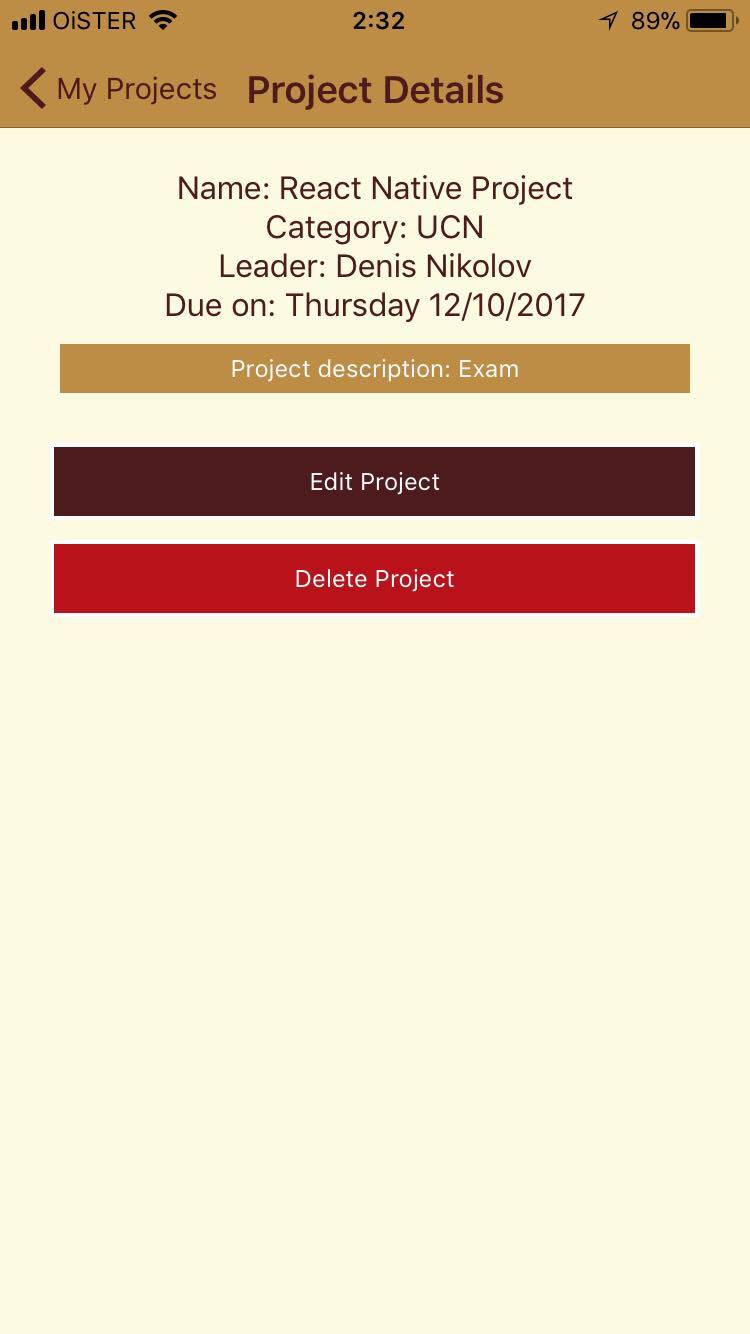 OiSTER 2:32 89%
My Projects Project Details
Name: React Native Project
Category: UCN
Leader: Denis Nikolov
Due on: Thursday 12/10/2017
Project description: Exam
Edit Project
Delete Project